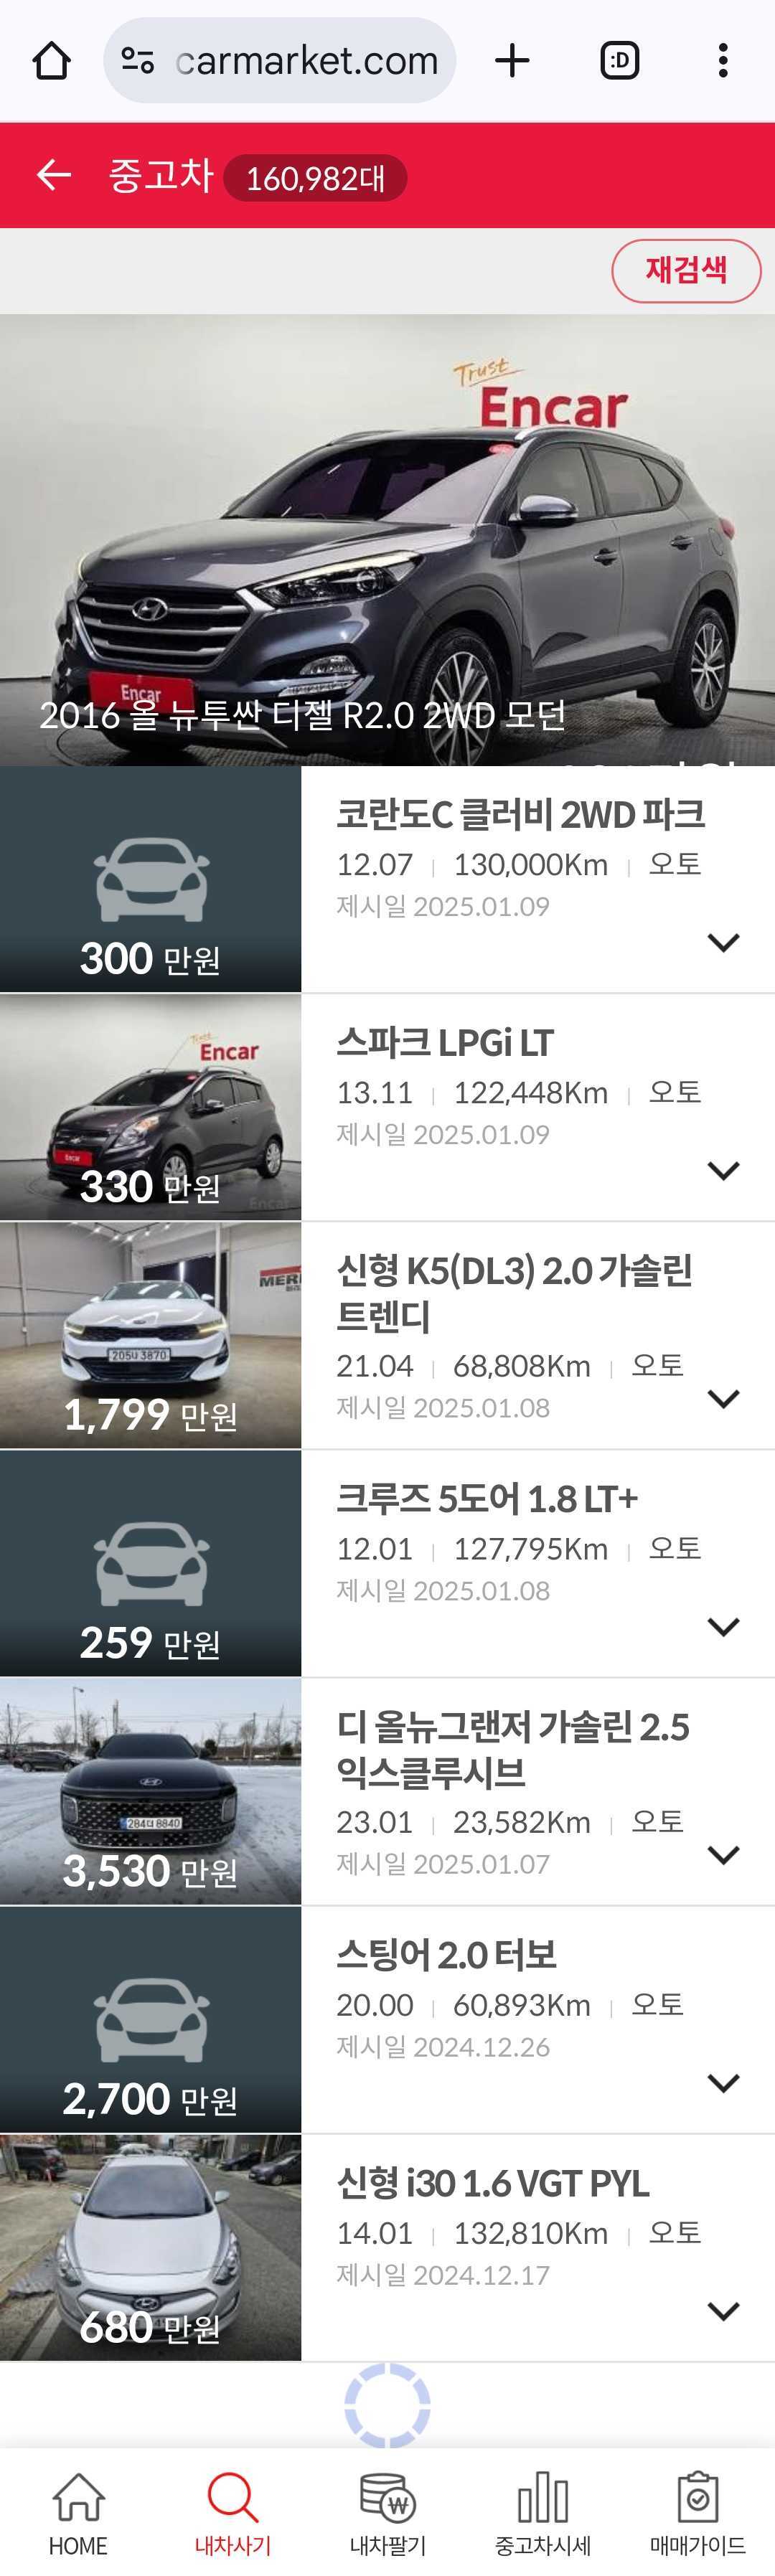 carmarket.com
:D
중고차 160,982대
재검색
Trust
Encar
Encar
2016 올 뉴투싼 디젤 R2.0 2WD 모던
코란도C 클러비 2WD 파크
12.07 | 130,000Km | 오토
제시일 2025.01.09
300 만원
Trust
Encar
스파크 LPGi LT
13.11 | 122,448Km | 오토
제시일 2025.01.09
Encar
330 만원
Encar
신형 K5(DL3) 2.0 가솔린
트렌디
21.04 | 68,808Km | 오토
제시일 2025.01.08
1,799 만원
크루즈 5도어 1.8 LT+
12.01 | 127,795Km | 오토
제시일 2025.01.08
259 만원
디 올뉴그랜저 가솔린 2.5
익스클루시브
23.01 | 23,582Km | 오토
제시일 2025.01.07
3,530 만원
스팅어 2.0 터보
20.00 | 60,893Km | 오토
제시일 2024.12.26
2,700 만원
신형 i30 1.6 VGT PYL
14.01 | 132,810Km | 오토
제시일 2024.12.17
680 만원
HOME 내차사기 내차팔기 중고차시세 매매가이드